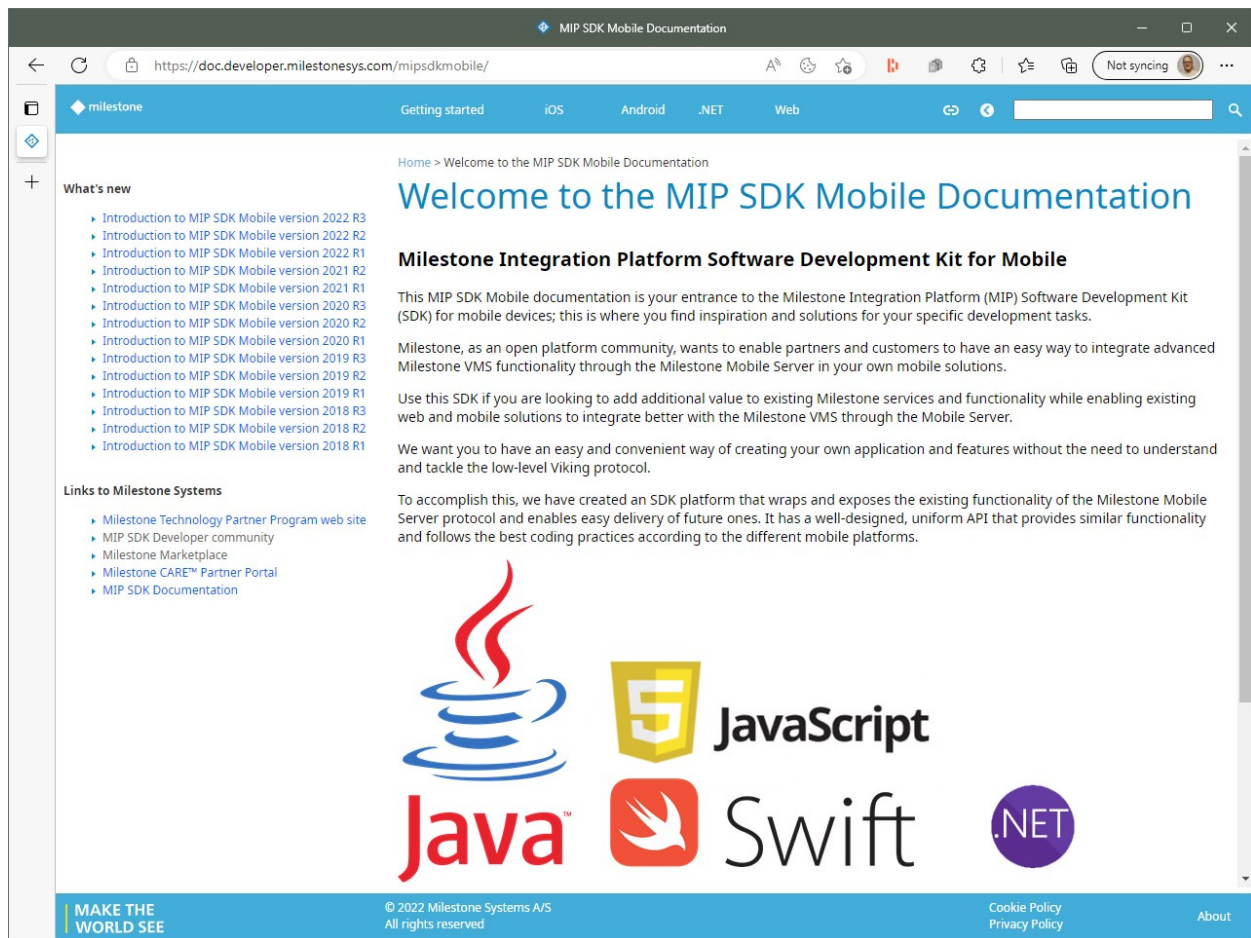 MIP SDK Mobile Documentation
https://doc.developer.milestonesys.com/mipsdkmobile/
Not syncing
milestone
Getting started
iOS
Android
.NET
Web
Home > Welcome to the MIP SDK Mobile Documentation
Welcome to the MIP SDK Mobile Documentation
What's new
Introduction to MIP SDK Mobile version 2022 R3
Introduction to MIP SDK Mobile version 2022 R2
Introduction to MIP SDK Mobile version 2022 R1
Introduction to MIP SDK Mobile version 2021 R2
Introduction to MIP SDK Mobile version 2021 R1
Introduction to MIP SDK Mobile version 2020 R3
Introduction to MIP SDK Mobile version 2020 R2
Introduction to MIP SDK Mobile version 2020 R1
Introduction to MIP SDK Mobile version 2019 R3
Introduction to MIP SDK Mobile version 2019 R2
Introduction to MIP SDK Mobile version 2019 R1
Introduction to MIP SDK Mobile version 2018 R3
Introduction to MIP SDK Mobile version 2018 R2
Introduction to MIP SDK Mobile version 2018 R1
Links to Milestone Systems
Milestone Technology Partner Program web site
MIP SDK Developer community
Milestone Marketplace
Milestone CARE™ Partner Portal
MIP SDK Documentation
Milestone Integration Platform Software Development Kit for Mobile
This MIP SDK Mobile documentation is your entrance to the Milestone Integration Platform (MIP) Software Development Kit
(SDK) for mobile devices; this is where you find inspiration and solutions for your specific development tasks.
Milestone, as an open platform community, wants to enable partners and customers to have an easy way to integrate advanced
Milestone VMS functionality through the Milestone Mobile Server in your own mobile solutions.
Use this SDK if you are looking to add additional value to existing Milestone services and functionality while enabling existing
web and mobile solutions to integrate better with the Milestone VMS through the Mobile Server.
We want you to have an easy and convenient way of creating your own application and features without the need to understand
and tackle the low-level Viking protocol.
To accomplish this, we have created an SDK platform that wraps and exposes the existing functionality of the Milestone Mobile
Server protocol and enables easy delivery of future ones. It has a well-designed, uniform API that provides similar functionality
and follows the best coding practices according to the different mobile platforms.
Java™
5
JavaScript
Swift
.NET
MAKE THE
WORLD SEE
© 2022 Milestone Systems A/S
All rights reserved
Cookie Policy
Privacy Policy
About